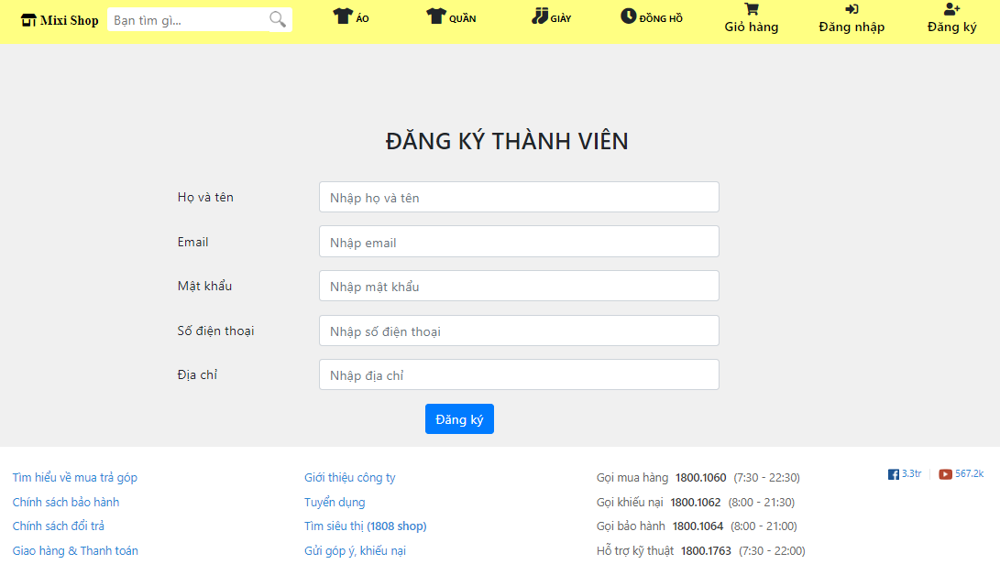 Mixi Shop
Bạn tìm gì...
ÁO
QUẦN
GIÀY
ĐỒNG HỒ
Giỏ hàng
Đăng nhập
Đăng ký
ĐĂNG KÝ THÀNH VIÊN
Họ và tên
Nhập họ và tên
Email
Nhập email
Mật khẩu
Nhập mật khẩu
Số điện thoại
Nhập số điện thoại
Địa chỉ
Nhập địa chỉ
Đăng ký
Tìm hiểu về mua trả góp
Chính sách bảo hành
Chính sách đổi trả
Giao hàng & Thanh toán
Giới thiệu công ty
Tuyển dụng
Tìm siêu thị (1808 shop)
Gửi góp ý, khiếu nại
Gọi mua hàng 1800.1060 (7:30 - 22:30)
Gọi khiếu nại 1800.1062 (8:00 - 21:30)
Gọi bảo hành 1800.1064 (8:00 - 21:00)
Hỗ trợ kỹ thuật 1800.1763 (7:30 - 22:00)
3.3tr
567.2k